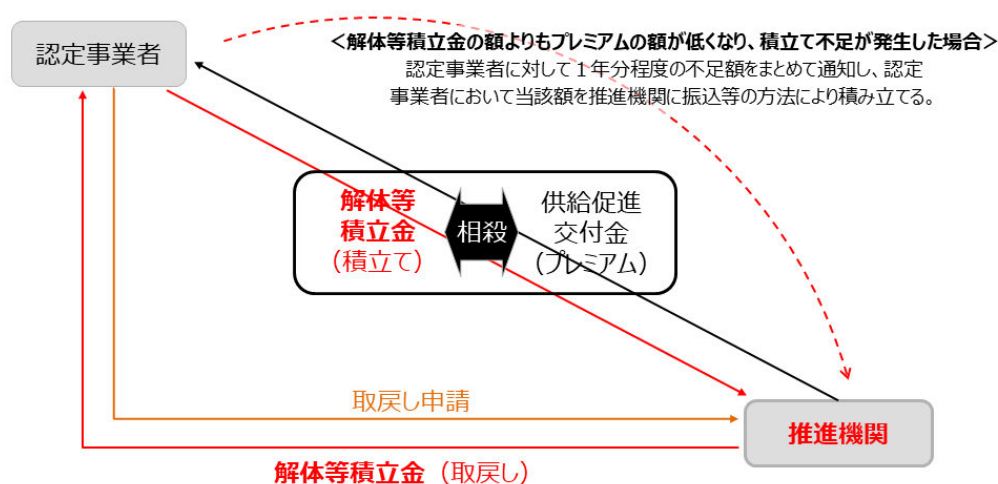 認定事業者
<解体等積立金の額よりもプレミアムの額が低くなり、積立て不足が発生した場合>
認定事業者に対して１年分程度の不足額をまとめて通知し、認定
事業者において当該額を推進機関に振込等の方法により積み立てる。
解体等
積立金
（積立て）
相殺
供給促進
交付金
（プレミアム）
取戻し申請
推進機関
解体等積立金（取戻し）